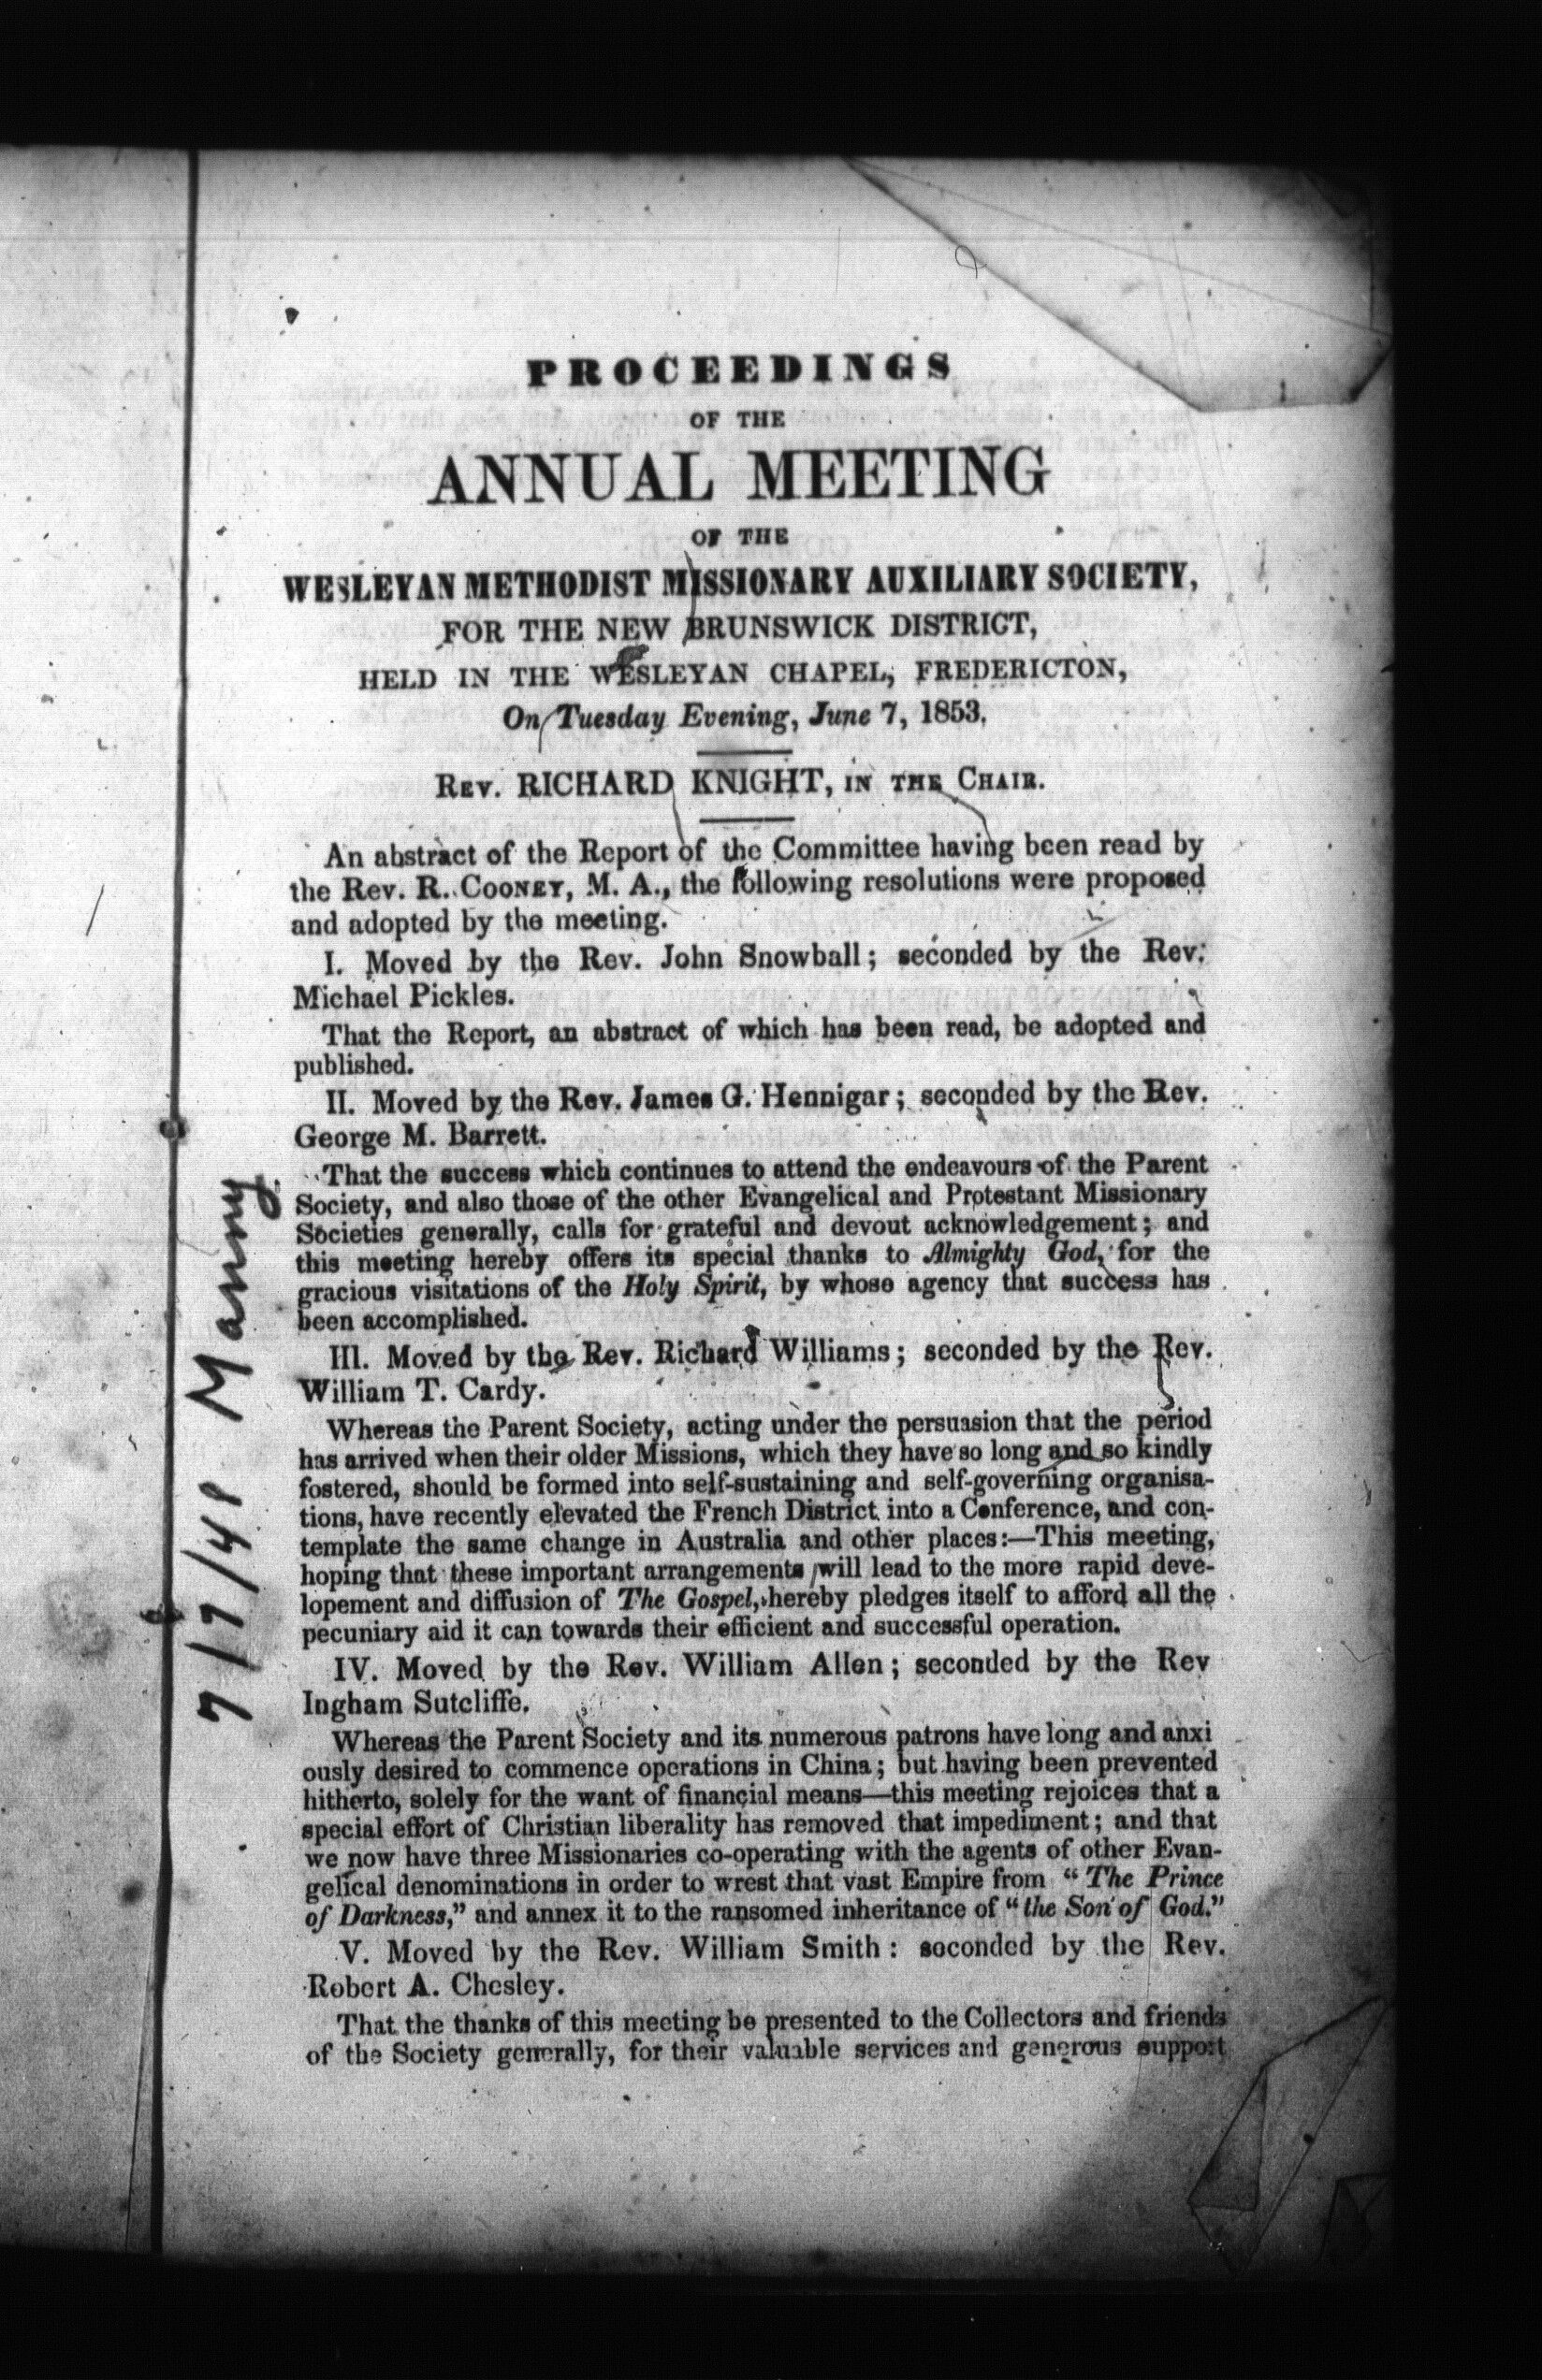 PROCEEDINGS
OF THE
ANNUAL MEETING
OF THE
WESLEYAN METHODIST MISSIONARY AUXILIARY SOCIETY,
FOR THE NEW BRUNSWICK DISTRICT,
HELD IN THE WESLEYAN CHAPEL, FREDERICTON,
On Tuesday Evening, June 7, 1853.
REV. RICHARD KNIGHT, IN THE CHAIR.
An abstract of the Report of the Committee having been read by
the Rev. R. COONEY, M. A., the following resolutions were proposed
and adopted by the meeting.
I. Moved by the Rev. John Snowball; seconded by the Rev.
Michael Pickles.
That the Report, an abstract of which has been read, be adopted and
published.
II. Moved by the Rev. James G. Hennigar; seconded by the Rev.
George M. Barrett.
That the success which continues to attend the endeavours of the Parent
Society, and also those of the other Evangelical and Protestant Missionary
Societies generally, calls for grateful and devout acknowledgement; and
this meeting hereby offers its special thanks to Almighty God, for the
gracious visitations of the Holy Spirit, by whose agency that success has
been accomplished.
III. Moved by the Rev. Richard Williams; seconded by the Rev.
William T. Cardy.
Whereas the Parent Society, acting under the persuasion that the period
has arrived when their older Missions, which they have so long and so kindly
fostered, should be formed into self-sustaining and self-governing organisa-
tions, have recently elevated the French District into a Conference, and con-
template the same change in Australia and other places:—This meeting,
hoping that these important arrangements will lead to the more rapid deve-
lopement and diffusion of The Gospel, hereby pledges itself to afford all the
pecuniary aid it can towards their efficient and successful operation.
IV. Moved by the Rev. William Allen; seconded by the Rev
Ingham Sutcliffe.
Whereas the Parent Society and its numerous patrons have long and anxi
ously desired to commence operations in China; but having been prevented
hitherto, solely for the want of financial means—this meeting rejoices that a
special effort of Christian liberality has removed that impediment; and that
we now have three Missionaries co-operating with the agents of other Evan-
gelical denominations in order to wrest that vast Empire from "The Prince
of Darkness," and annex it to the ransomed inheritance of "the Son of God."
V. Moved by the Rev. William Smith: seconded by the Rev.
Robert A. Chesley.
That the thanks of this meeting be presented to the Collectors and friends
of the Society generally, for their valuable services and generous support
7/7/48 Manny